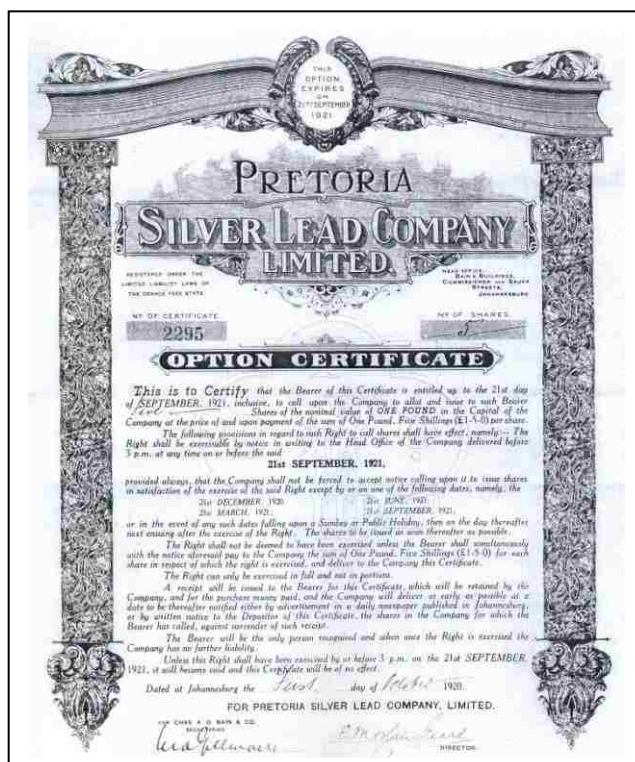 THIS
OPTION
EXPIRES
ON
21ST SEPTEMBER
1921
PRETORIA
SILVER LEAD COMPANY
LIMITED.
REGISTERED UNDER THE
LIMITED LIABILITY LAWS OF
THE ORANGE FREE STATE
HEAD OFFICE
BAIN'S BUILDINGS,
COMMISSIONER AND SAUER
STREETS,
JOHANNESBURG
NO OF CERTIFICATE
2295
NO OF SHARES
5
OPTION CERTIFICATE
This is to Certify that the Bearer of this Certificate is entitled up to the 21st day
of SEPTEMBER, 1921, inclusive, to call upon the Company to allot and issue to such Bearer
five Shares of the nominal value of ONE POUND in the Capital of the
Company at the price of and upon payment of the sum of One Pound, Five Shillings (£1-5-0) per share.
The following provisions in regard to such Right to call shares shall have effect, namely:— The
Right shall be exercisable by notice in writing to the Head Office of the Company delivered before
3 p.m. at any time on or before the said
21st SEPTEMBER, 1921,
provided always, that the Company shall not be forced to accept notice calling upon it to issue shares
in satisfaction of the exercise of the said Right except by or on one of the following dates, namely, the
21st DECEMBER, 1920. 21st JUNE, 1921.
21st MARCH, 1921. 21st SEPTEMBER, 1921.
or in the event of any such dates falling upon a Sunday or Public Holiday, then on the day thereafter
next ensuing after the exercise of the Right. The shares to be issued as soon thereafter as possible.
The Right shall not be deemed to have been exercised unless the Bearer shall simultaneously
with the notice aforesaid pay to the Company the sum of One Pound, Five Shillings (£1-5-0) for each
share in respect of which the right is exercised, and deliver to the Company this Certificate.
The Right can only be exercised in full and not in portions.
A receipt will be issued to the Bearer for this Certificate, which will be retained by the
Company, and for the purchase money paid, and the Company will deliver as early as possible at a
date to be thereafter notified either by advertisement in a daily newspaper published in Johannesburg,
or by written notice to the Depositor of this Certificate, the shares in the Company for which the
Bearer has called, against surrender of such receipt.
The Bearer will be the only person recognised and when once the Right is exercised the
Company has no further liability.
Unless this Right shall have been exercised by or before 3 p.m. on the 21st SEPTEMBER,
1921, it will become void and this Certificate will be of no effect.
Dated at Johannesburg the First day of October 1920.
FOR PRETORIA SILVER LEAD COMPANY, LIMITED.
FOR CHAS A. O. BAIN & CO.
SECRETARIES
DIRECTOR.